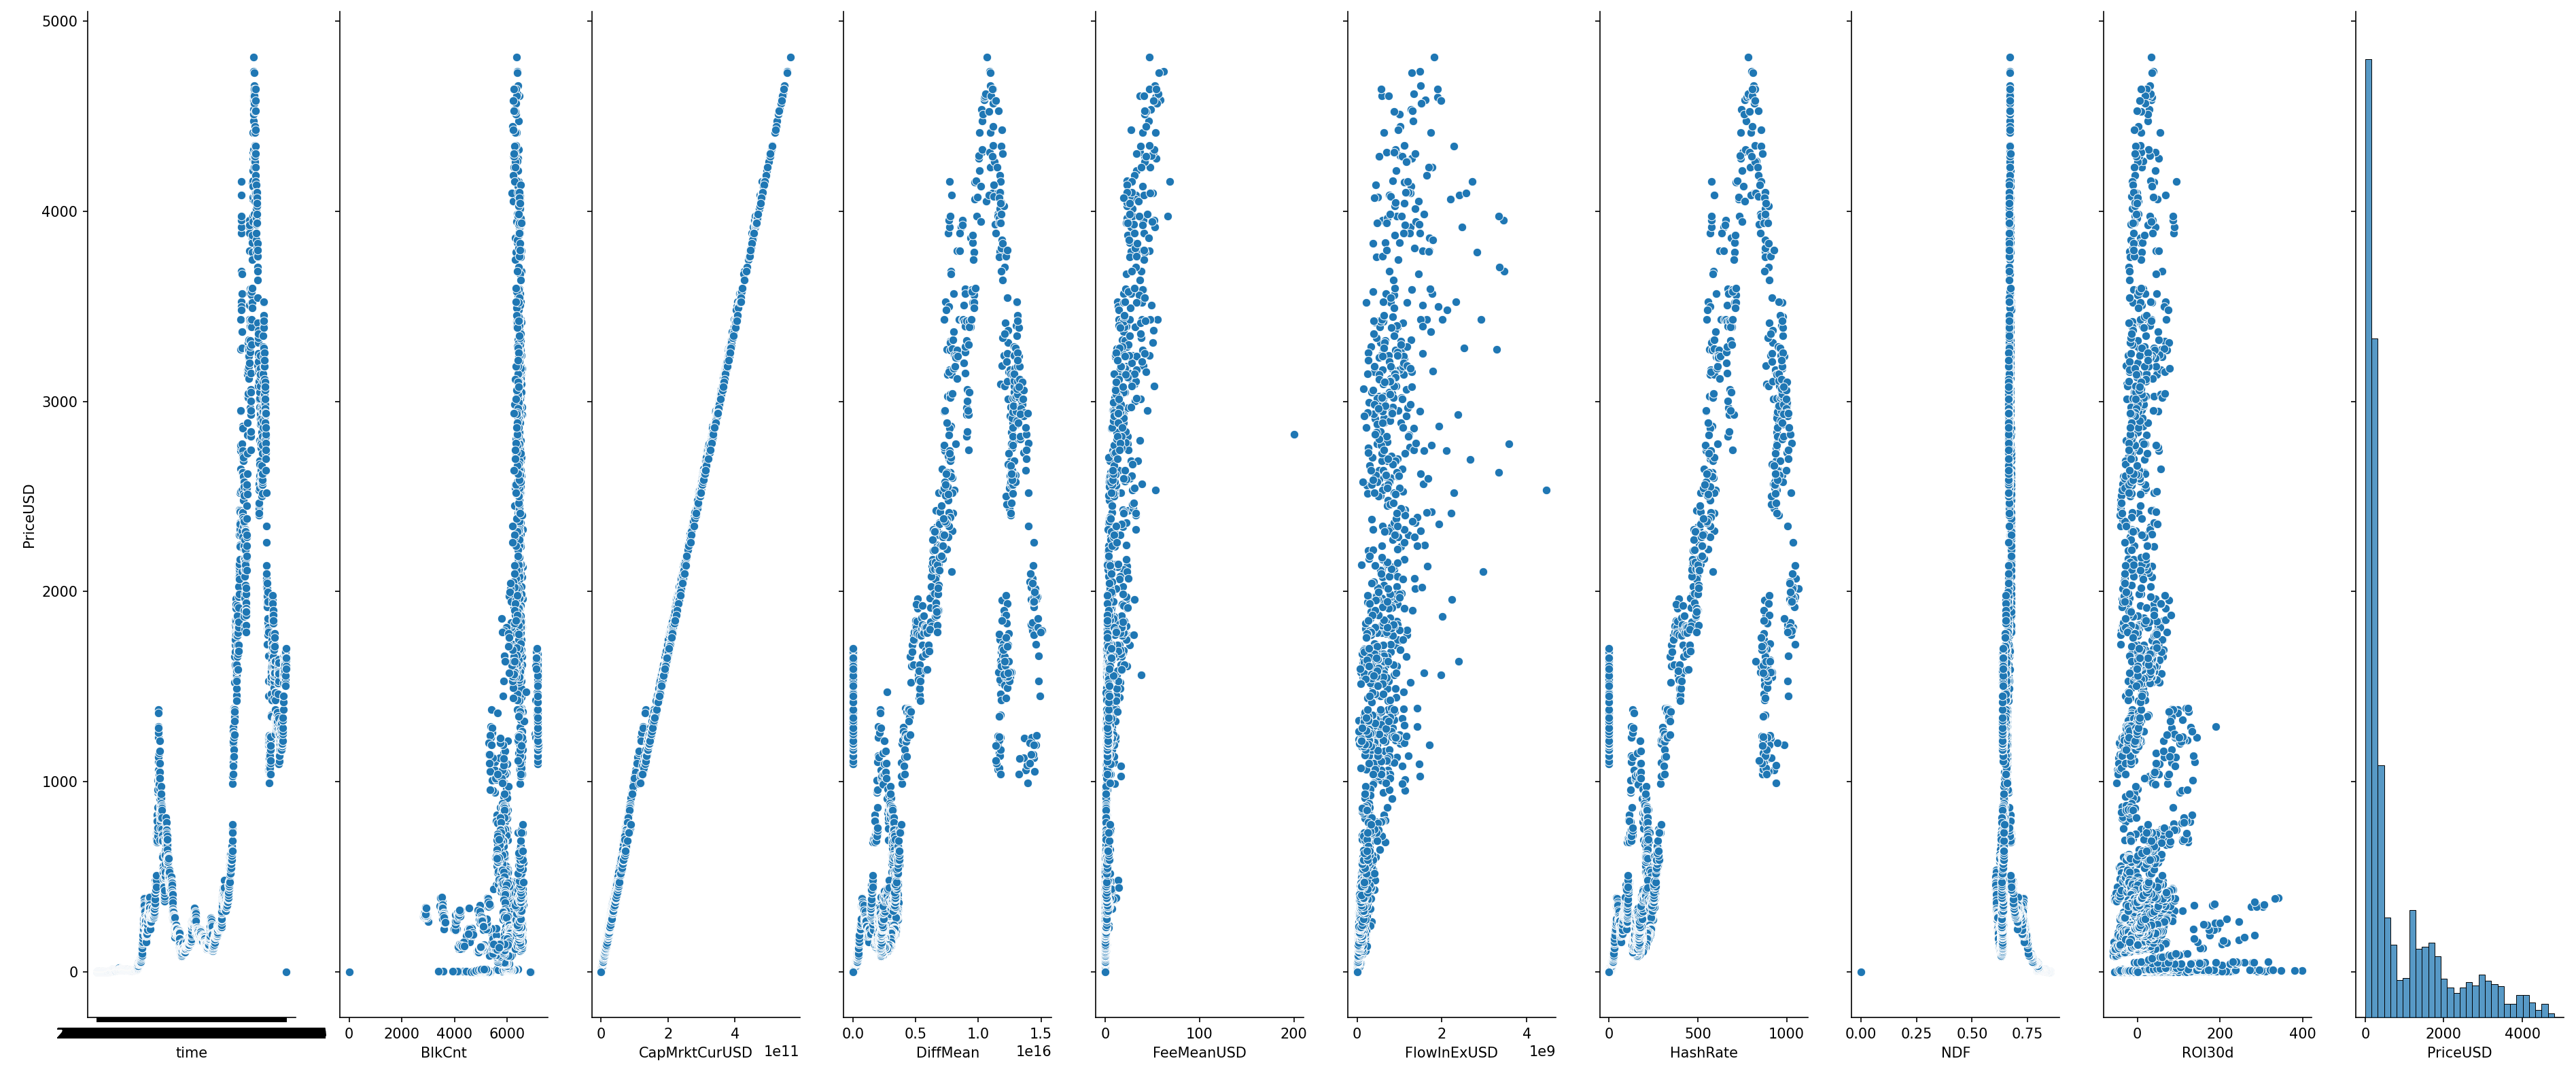 5000
4000
3000
2000
1000
0
PriceUSD
time
0 2000 4000 6000
BlkCnt
0 2 4
CapMrktCurUSD 1e11
0.0 0.5 1.0 1.5
DiffMean 1e16
0 100 200
FeeMeanUSD
0 2 4
FlowInExUSD 1e9
0 500 1000
HashRate
0.00 0.25 0.50 0.75
NDF
0 200 400
ROI30d
0 2000 4000
PriceUSD